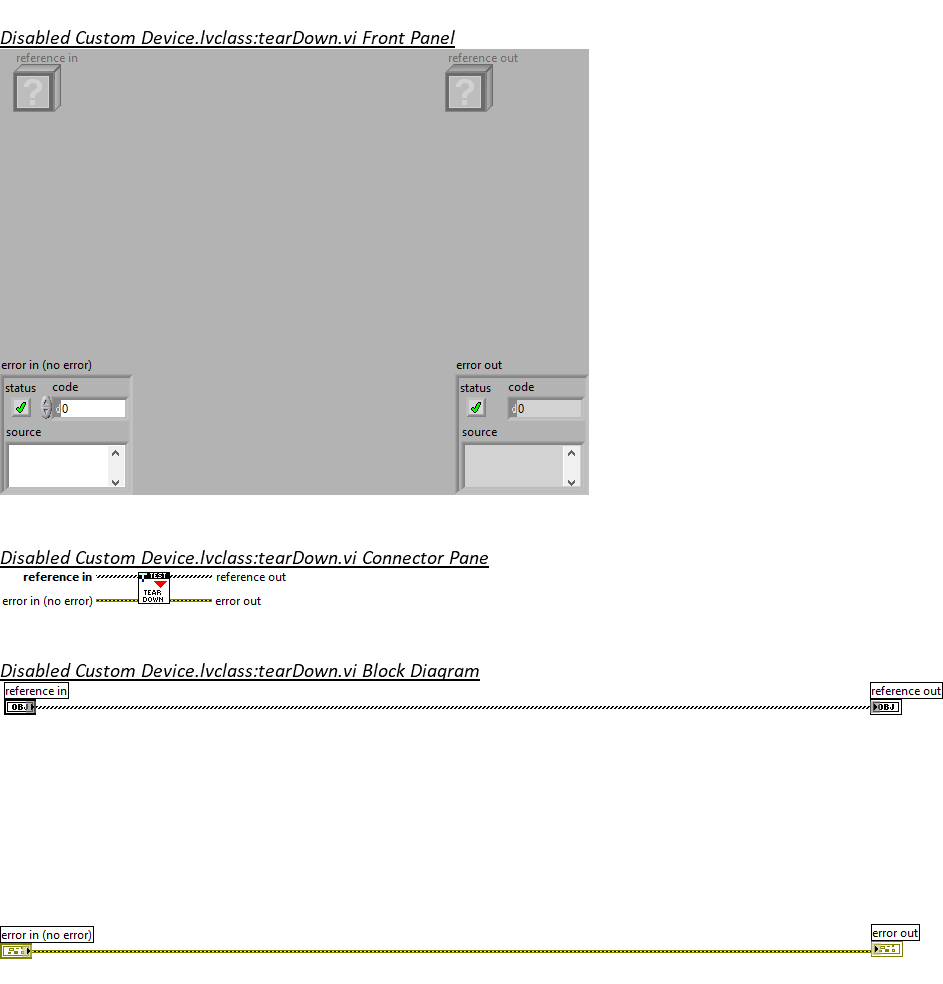 Disabled Custom Device.lvclass:tearDown.vi Front Panel
reference in reference out
? ?
error in (no error) error out
status code status code
d 0 d 0
source source
Disabled Custom Device.lvclass:tearDown.vi Connector Pane
reference in TEST reference out
TEAR
error in (no error) DOWN error out
Disabled Custom Device.lvclass:tearDown.vi Block Diagram
reference in reference out
OBJ OBJ
error in (no error) error out